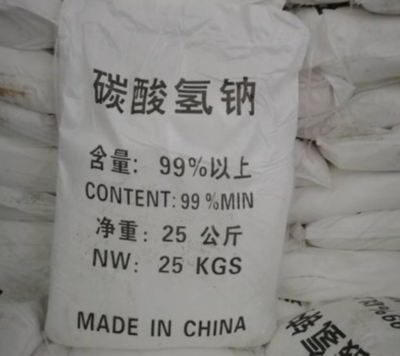 碳酸氢钠
含量: 99%以上
CONTENT: 99%MIN
净重: 25 公斤
NW: 25 KGS
MADE IN CHINA